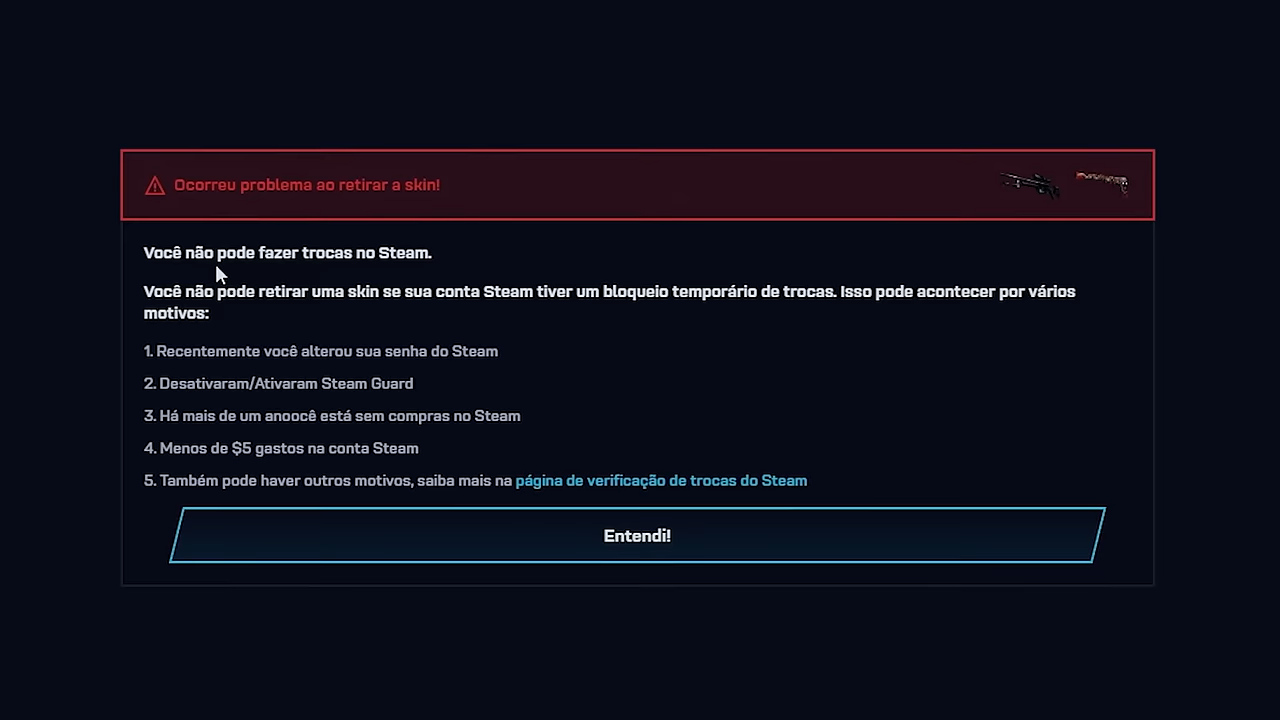 Ocorreu problema ao retirar a skin!
Você não pode fazer trocas no Steam.
Você não pode retirar uma skin se sua conta Steam tiver um bloqueio temporário de trocas. Isso pode acontecer por vários
motivos:
1. Recentemente você alterou sua senha do Steam
2. Desativaram/Ativaram Steam Guard
3. Há mais de um anoocê está sem compras no Steam
4. Menos de $5 gastos na conta Steam
5. Também pode haver outros motivos, saiba mais na página de verificação de trocas do Steam
Entendi!